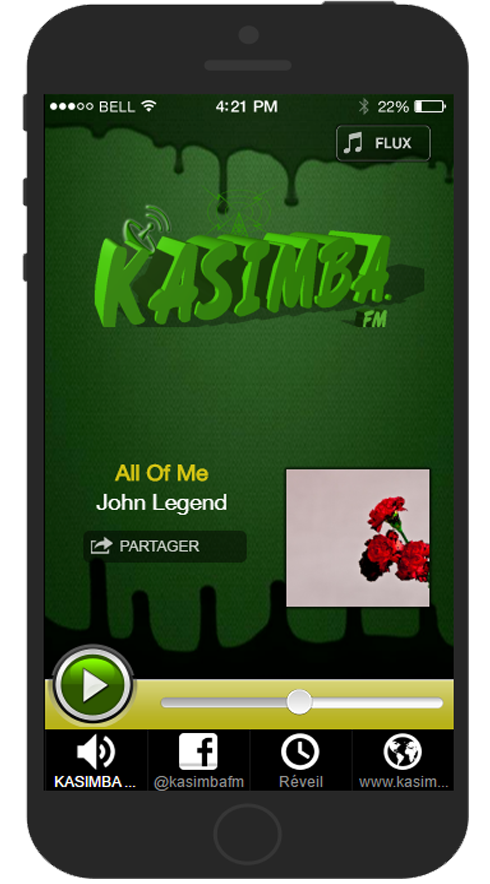 BELL 4:21 PM 22%
FLUX
KASIMBA.
FM
All Of Me
John Legend
PARTAGER
KASIMBA ... @kasimbafm Réveil www.kasim...